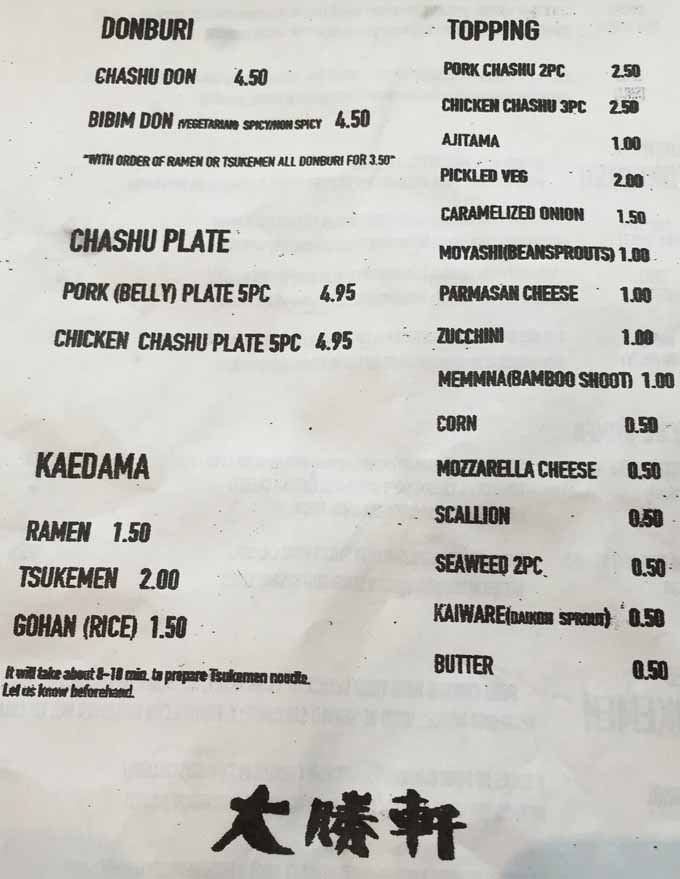 DONBURI
CHASHU DON 4.50
BIBIM DON (VEGETARIAN) SPICY/NON SPICY 4.50
"WITH ORDER OF RAMEN OR TSUKEMEN ALL DONBURI FOR 3.50"
CHASHU PLATE
PORK (BELLY) PLATE 5PC 4.95
CHICKEN CHASHU PLATE 5PC 4.95
KAEDAMA
RAMEN 1.50
TSUKEMEN 2.00
GOHAN (RICE) 1.50
It will take about 8-10 min. to prepare Tsukemen noodle.
Let us know beforehand.
TOPPING
PORK CHASHU 2PC 2.50
CHICKEN CHASHU 3PC 2.50
AJITAMA 1.00
PICKLED VEG 2.00
CARAMELIZED ONION 1.50
MOYASHI(BEANSPROUTS) 1.00
PARMASAN CHEESE 1.00
ZUCCHINI 1.00
MEMMNA(BAMBOO SHOOT) 1.00
CORN 0.50
MOZZARELLA CHEESE 0.50
SCALLION 0.50
SEAWEED 2PC 0.50
KAIWARE(DAIKON SPROUT) 0.50
BUTTER 0.50
大勝軒